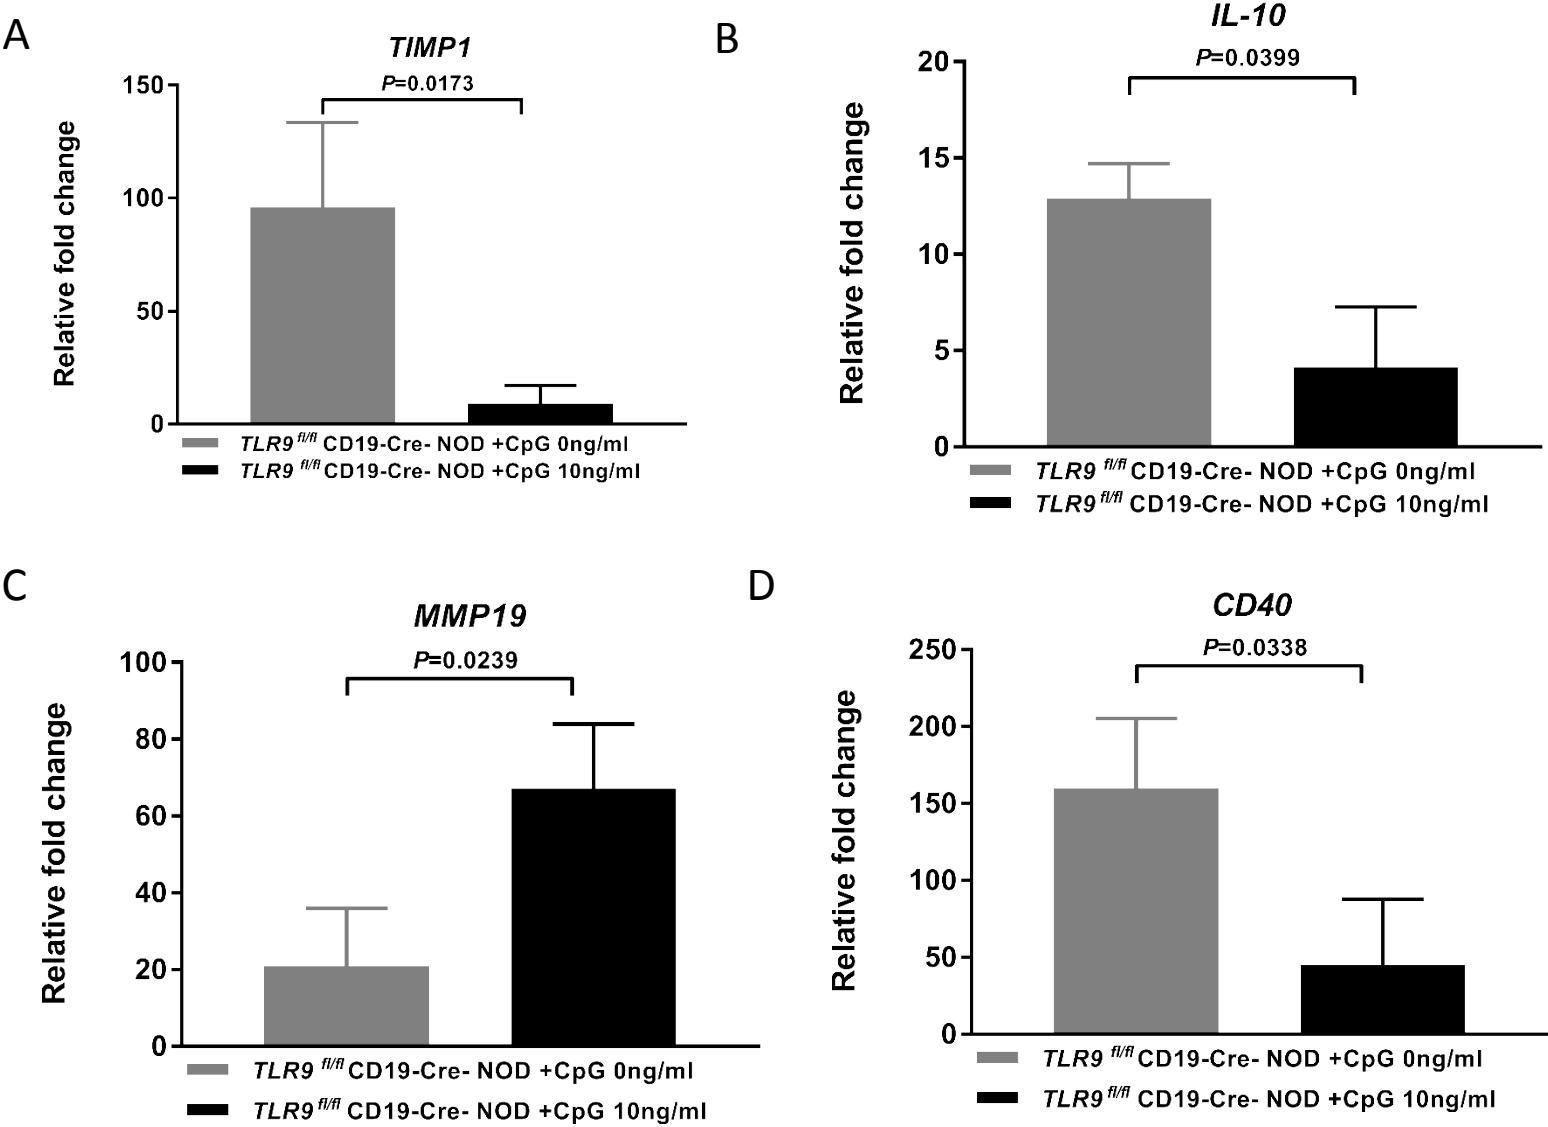 A
TIMP1
P=0.0173
150
100
50
0
Relative fold change
TLR9 fl/fl CD19-Cre- NOD +CpG 0ng/ml
TLR9 fl/fl CD19-Cre- NOD +CpG 10ng/ml
B
IL-10
P=0.0399
20
15
10
5
0
Relative fold change
TLR9 fl/fl CD19-Cre- NOD +CpG 0ng/ml
TLR9 fl/fl CD19-Cre- NOD +CpG 10ng/ml
C
MMP19
P=0.0239
100
80
60
40
20
0
Relative fold change
TLR9 fl/fl CD19-Cre- NOD +CpG 0ng/ml
TLR9 fl/fl CD19-Cre- NOD +CpG 10ng/ml
D
CD40
P=0.0338
250
200
150
100
50
0
Relative fold change
TLR9 fl/fl CD19-Cre- NOD +CpG 0ng/ml
TLR9 fl/fl CD19-Cre- NOD +CpG 10ng/ml